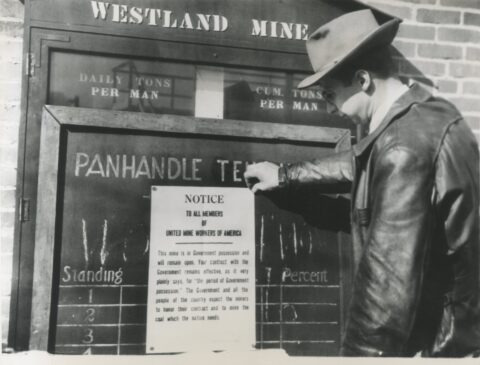 WESTLAND MINE
DAILY TONS
PER MAN
CUM. TONS
PER MAN
PANHANDLE
NOTICE
TO ALL MEMBERS
OF
UNITED MINE WORKERS OF AMERICA
This mine is in Government possession and
will remain open. Your contract with the
Government remains effective, as it very
plainly says, for "the period of Government
possession." The Government and all the
people of the country expect the miners
to honor their contract and to mine the
coal which the nation needs.
Standing
Percent
1
2
3
4